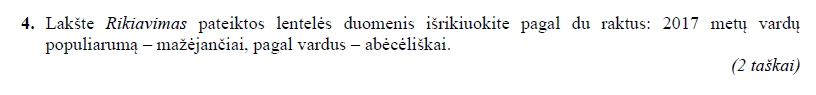 4. Lakšte Rikiavimas pateiktos lentelės duomenis išrikiuokite pagal du raktus: 2017 metų vardų
populiarumą – mažėjančiai, pagal vardus – abėcėliškai.
(2 taškai)